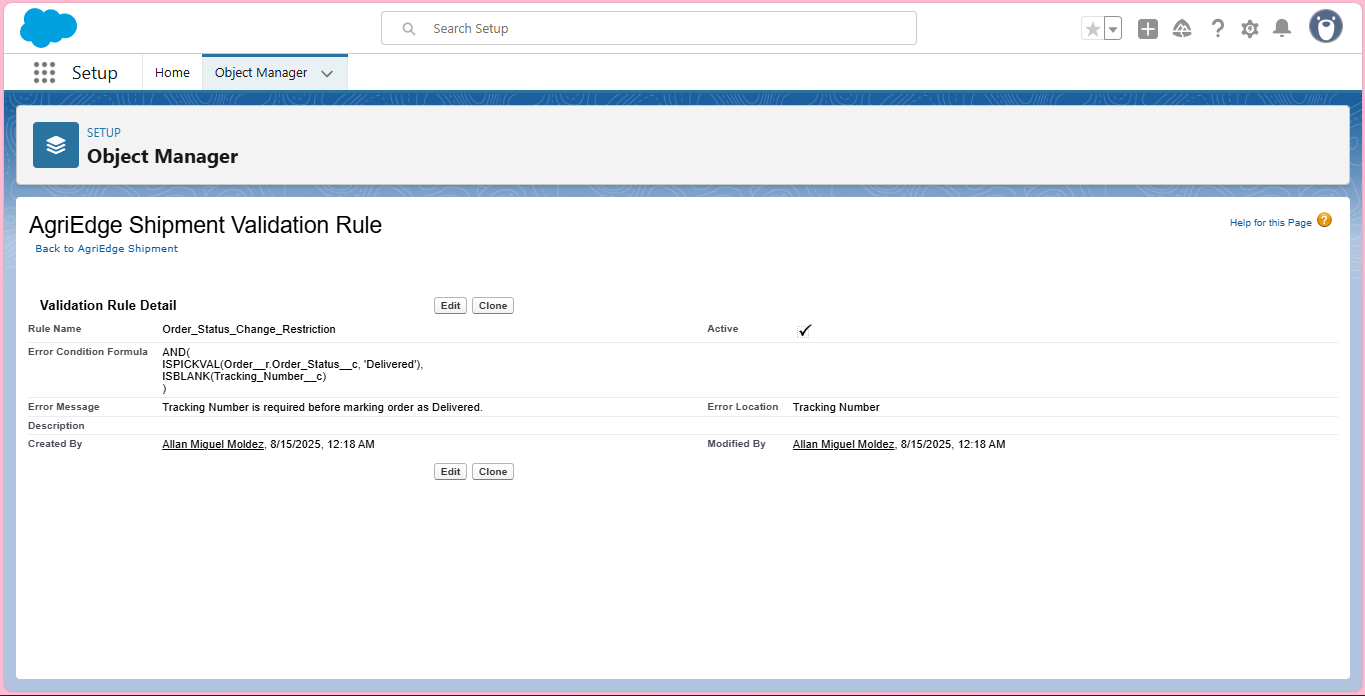 Search Setup
Setup
Home
Object Manager
SETUP
Object Manager
AgriEdge Shipment Validation Rule
Help for this Page ?
Back to AgriEdge Shipment
Validation Rule Detail
Edit Clone
Rule Name Order_Status_Change_Restriction Active
Error Condition Formula AND(
ISPICKVAL(Order__r.Order_Status__c, 'Delivered'),
ISBLANK(Tracking_Number__c)
)
Error Message Tracking Number is required before marking order as Delivered. Error Location Tracking Number
Description
Created By Allan Miguel Moldez, 8/15/2025, 12:18 AM Modified By Allan Miguel Moldez, 8/15/2025, 12:18 AM
Edit Clone